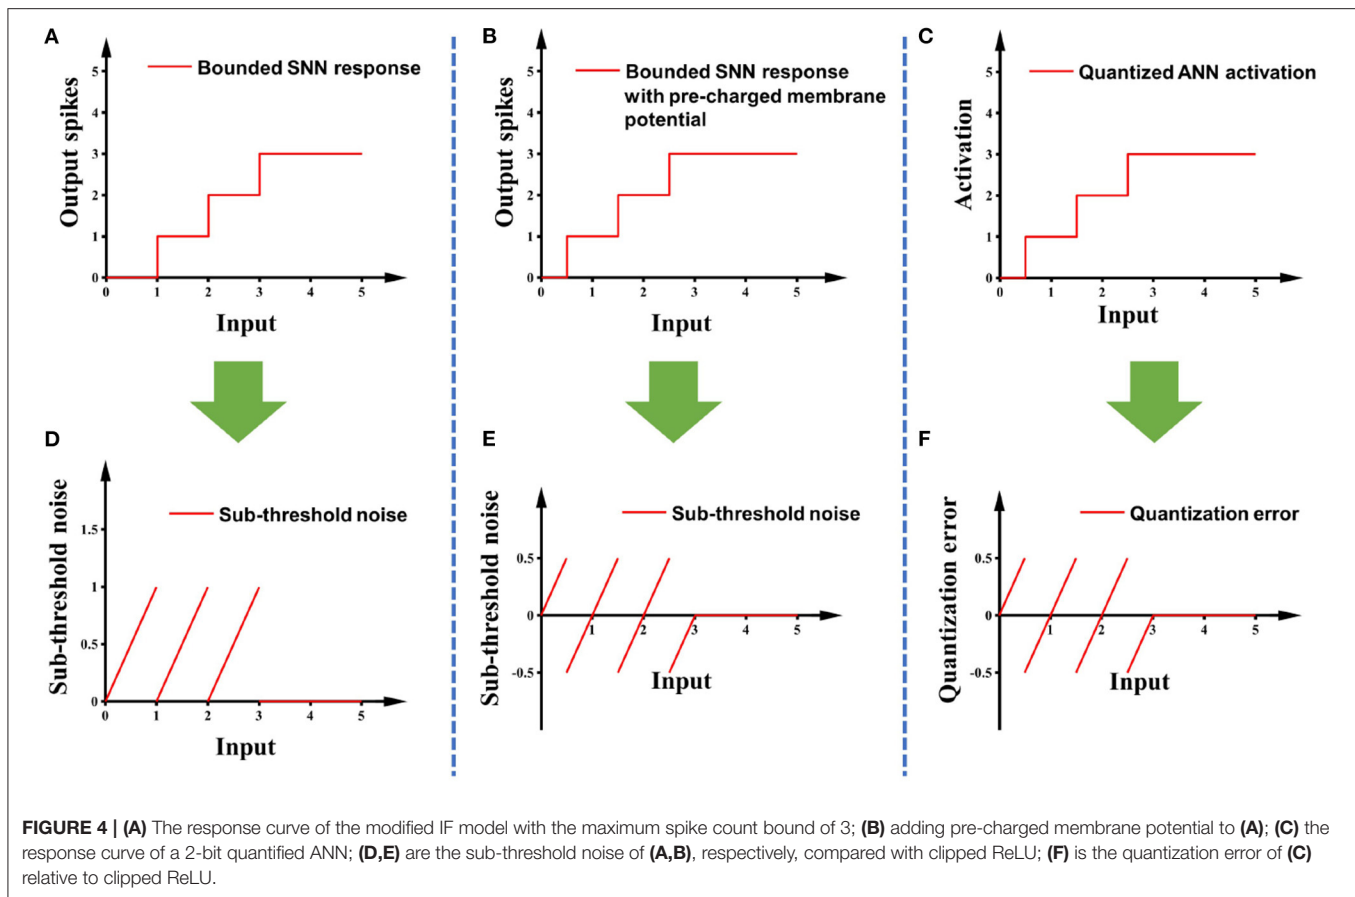 A
5
4
3
2
1
0
0
1
2
3
4
5
Output spikes
Bounded SNN response
Input
B
5
4
3
2
1
0
0
1
2
3
4
5
Output spikes
Bounded SNN response
with pre-charged membrane
potential
Input
C
5
4
3
2
1
0
0
1
2
3
4
5
Activation
Quantized ANN activation
Input
D
1.5
1
0.5
0
0
1
2
3
4
5
Sub-threshold noise
Sub-threshold noise
Input
E
0.5
0
-0.5
1
2
3
4
5
Sub-threshold noise
Sub-threshold noise
Input
F
0.5
0
-0.5
1
2
3
4
5
Quantization error
Quantization error
Input
FIGURE 4 | (A) The response curve of the modified IF model with the maximum spike count bound of 3; (B) adding pre-charged membrane potential to (A); (C) the
response curve of a 2-bit quantified ANN; (D,E) are the sub-threshold noise of (A,B), respectively, compared with clipped ReLU; (F) is the quantization error of (C)
relative to clipped ReLU.